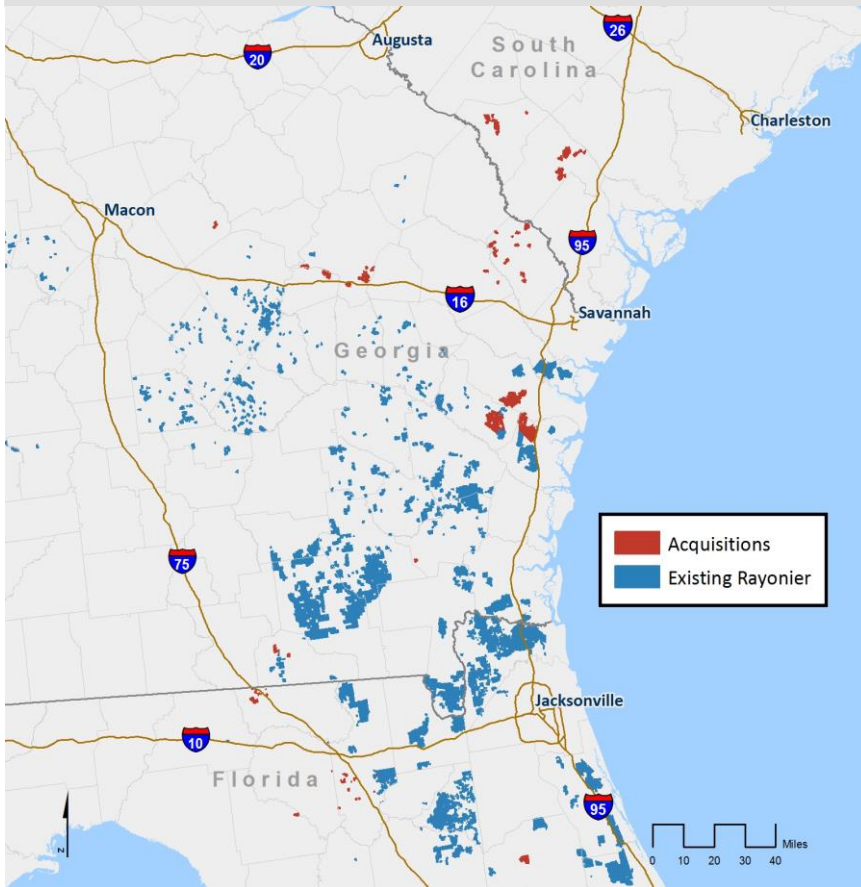 Augusta
20
26
South
Carolina
Charleston
Macon
95
16
Savannah
Georgia
Acquisitions
Existing Rayonier
75
Jacksonville
10
Florida
95
N
Miles
0 10 20 30 40